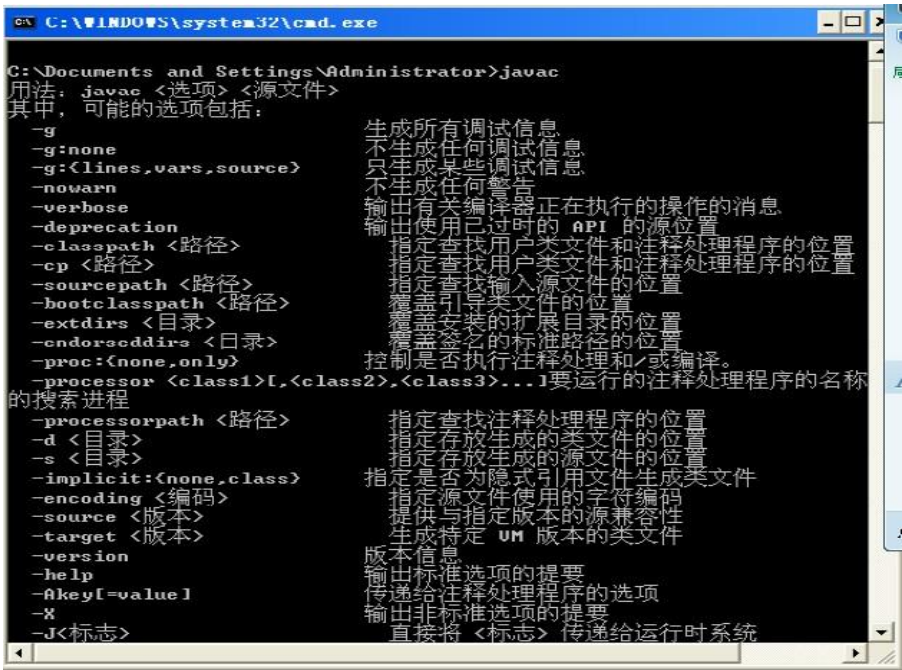 C:\WINDOWS\system32\cmd.exe
C:\Documents and Settings\Administrator>javac
用法：javac <选项> <源文件>
其中，可能的选项包括：
-g 生成所有调试信息
-g:none 不生成任何调试信息
-g:{lines,vars,source} 只生成某些调试信息
-nowarn 不生成任何警告
-verbose 输出有关编译器正在执行的操作的消息
-deprecation 输出使用已过时的 API 的源位置
-classpath <路径> 指定查找用户类文件和注释处理程序的位置
-cp <路径> 指定查找用户类文件和注释处理程序的位置
-sourcepath <路径> 指定查找输入源文件的位置
-bootclasspath <路径> 覆盖引导类文件的位置
-extdirs <目录> 覆盖安装的扩展目录的位置
-endorseddirs <目录> 覆盖签名的标准路径的位置
-proc:{none,only} 控制是否执行注释处理和/或编译。
-processor <class1>[,<class2>,<class3>...]要运行的注释处理程序的名称
的搜索进程
-processorpath <路径> 指定查找注释处理程序的位置
-d <目录> 指定存放生成的类文件的位置
-s <目录> 指定存放生成的源文件的位置
-implicit:{none,class} 指定是否为隐式引用文件生成类文件
-encoding <编码> 指定源文件使用的字符编码
-source <版本> 提供与指定版本的源兼容性
-target <版本> 生成特定 VM 版本的类文件
-version 版本信息
-help 输出标准选项的提要
-Akey[=value] 传递给注释处理程序的选项
-X 输出非标准选项的提要
-J<标志> 直接将 <标志> 传递给运行时系统